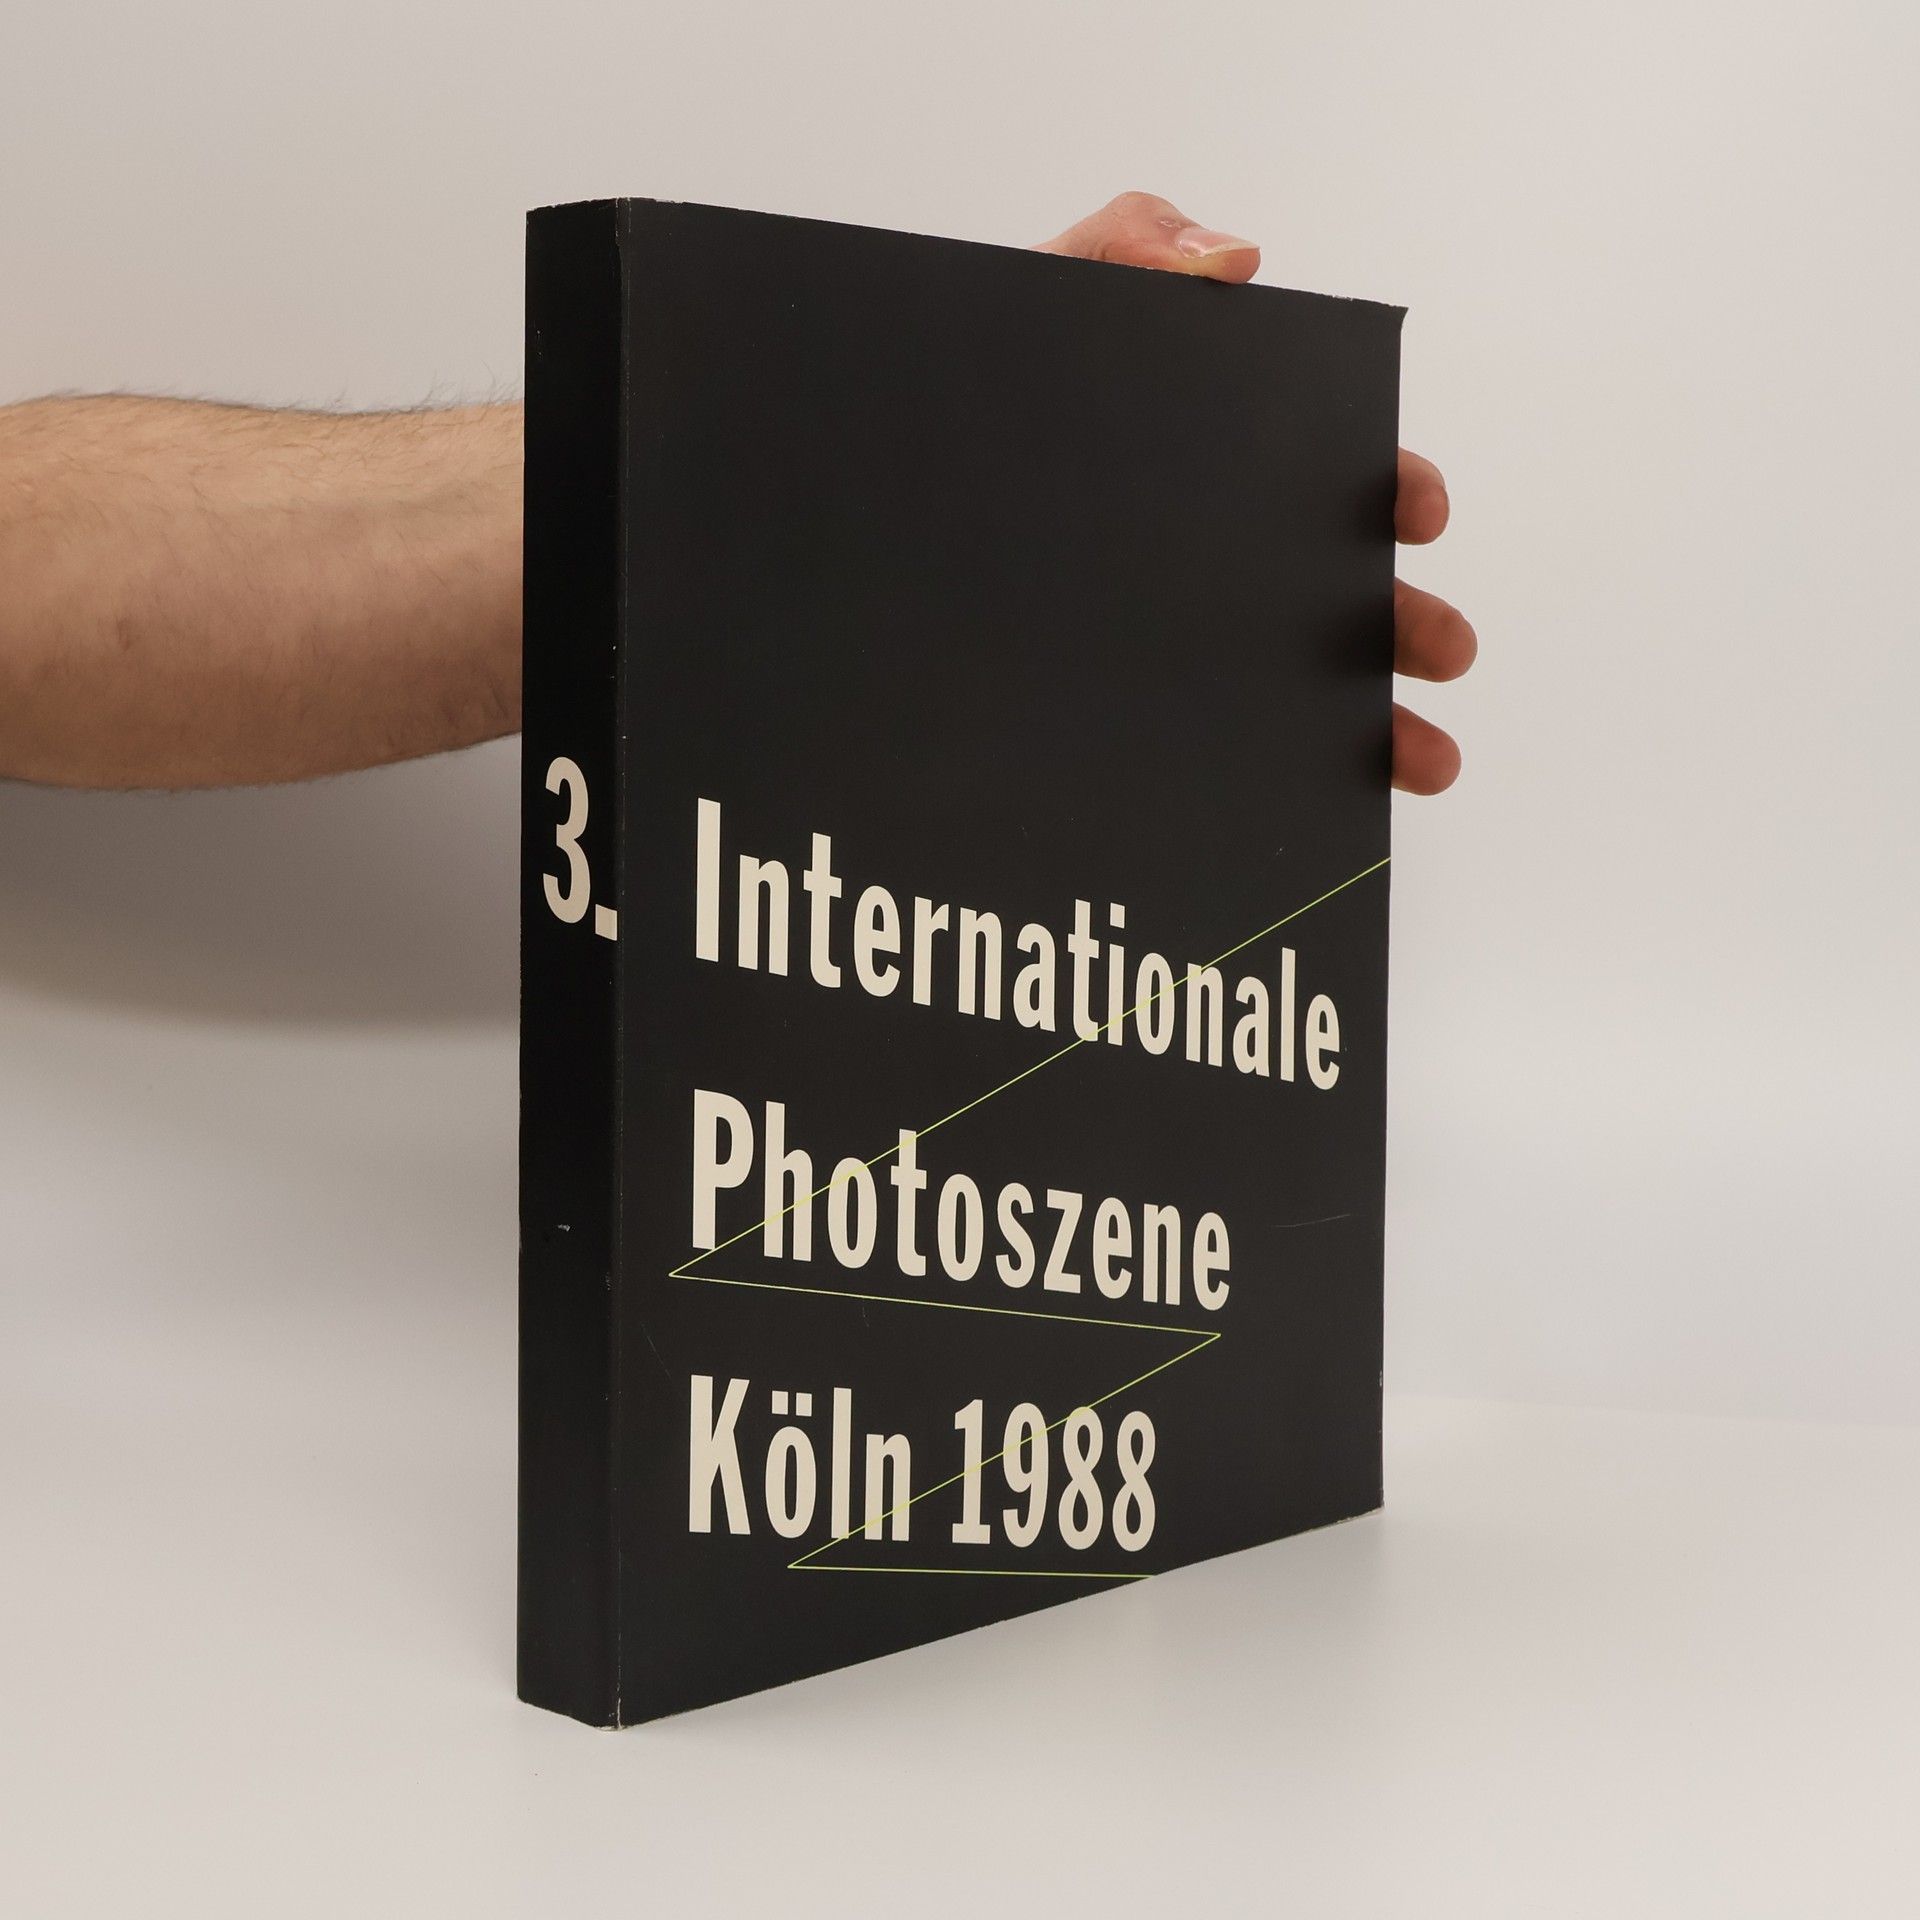 3.
Internationale
Photoszene
Köln 1988